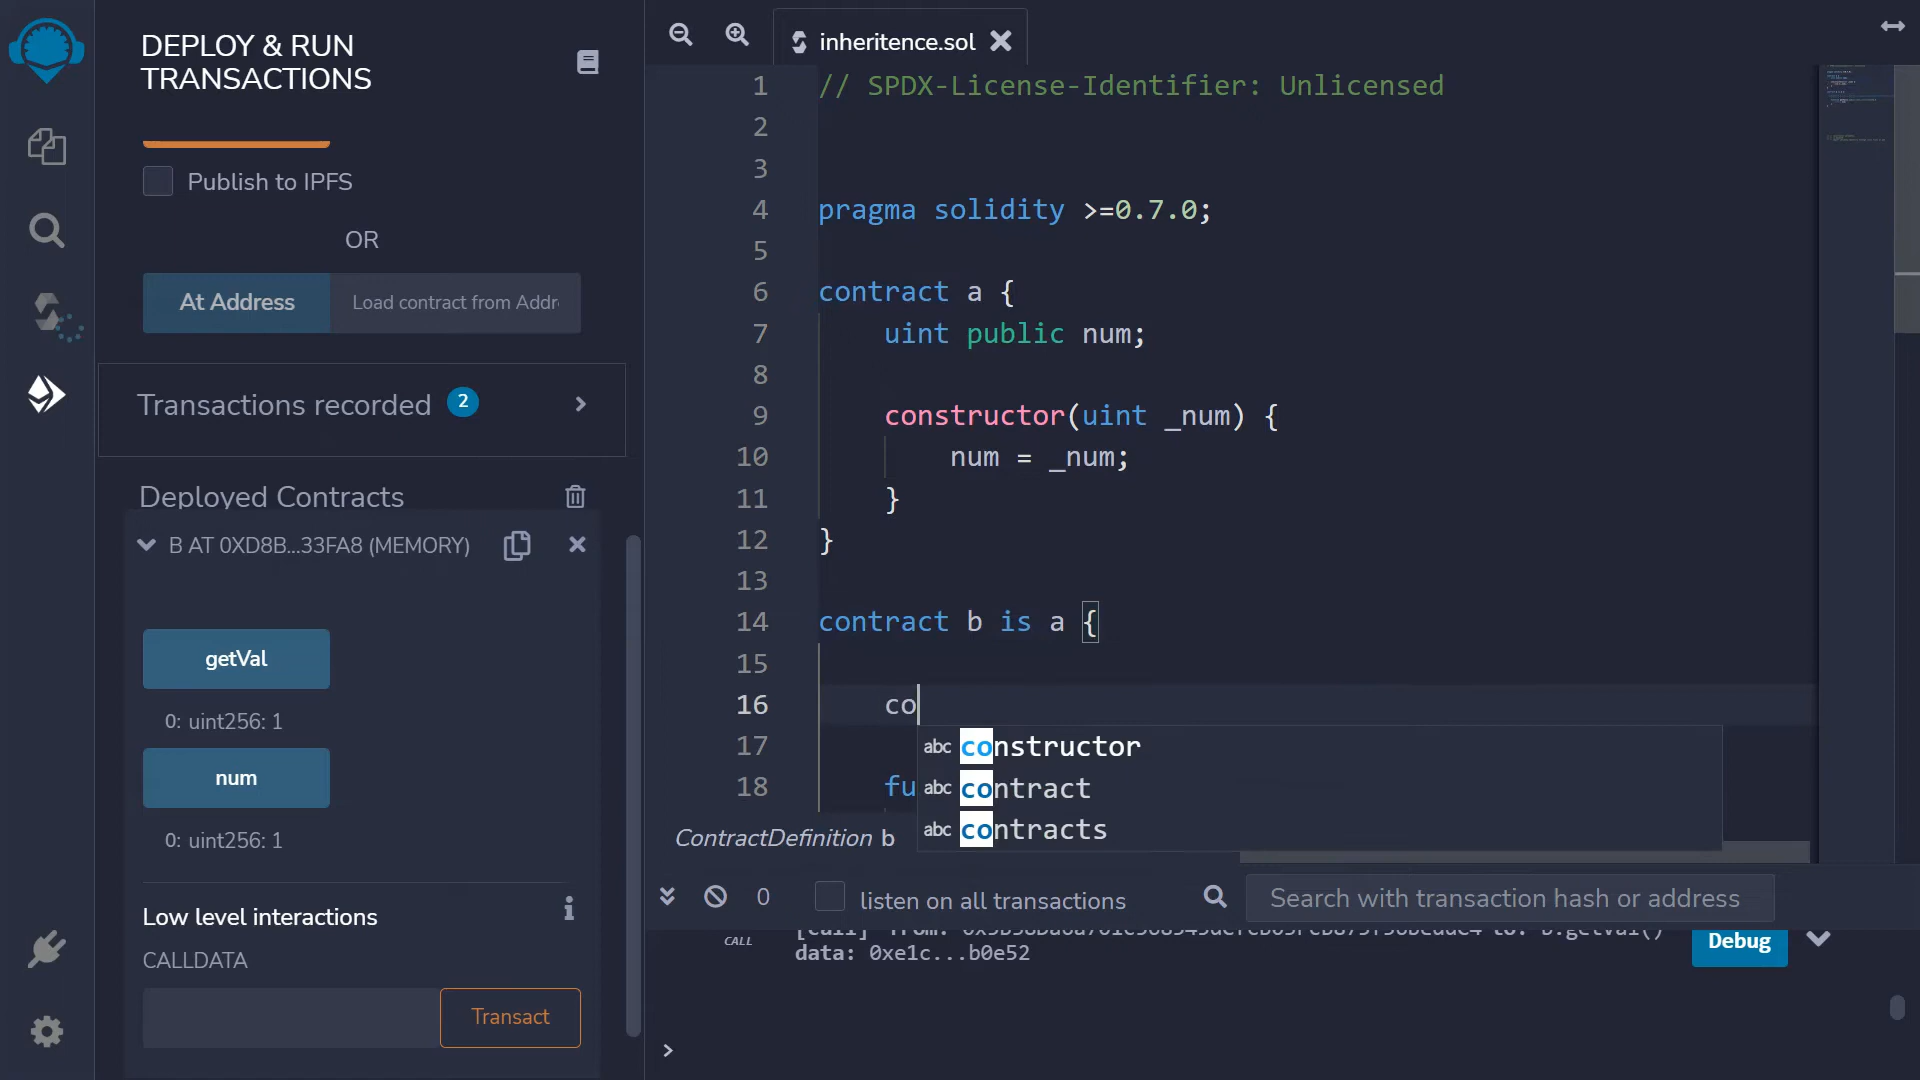 DEPLOY & RUN
TRANSACTIONS
Publish to IPFS
OR
At Address
Load contract from Addr
Transactions recorded 2
Deployed Contracts
B AT 0XD8B...33FA8 (MEMORY)
getVal
0: uint256: 1
num
0: uint256: 1
Low level interactions
CALLDATA
Transact
inheritence.sol
1 // SPDX-License-Identifier: Unlicensed
2
3
4 pragma solidity >=0.7.0;
5
6 contract a {
7 uint public num;
8
9 constructor(uint _num) {
10 num = _num;
11 }
12 }
13
14 contract b is a {
15
16 co
17
18 fu
abc constructor
abc contract
abc contracts
ContractDefinition b
0
listen on all transactions
Search with transaction hash or address
CALL
[call] from: to: b.getVal()
data: 0xe1c...b0e52
Debug
>